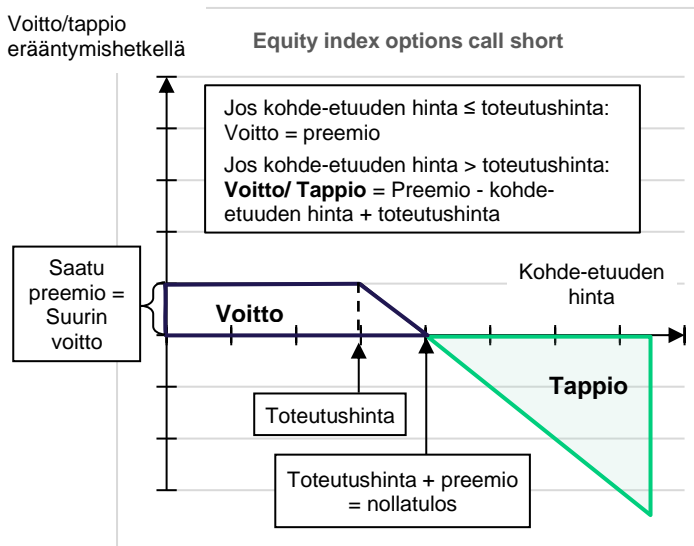 Voitto/tappio
erääntymishetkellä
Equity index options call short
Jos kohde-etuuden hinta ≤ toteutushinta:
Voitto = preemio
Jos kohde-etuuden hinta > toteutushinta:
Voitto/ Tappio = Preemio - kohde-
etuuden hinta + toteutushinta
Saatu
preemio =
Suurin
voitto
Voitto
Kohde-etuuden
hinta
Tappio
Toteutushinta
Toteutushinta + preemio
= nollatulos